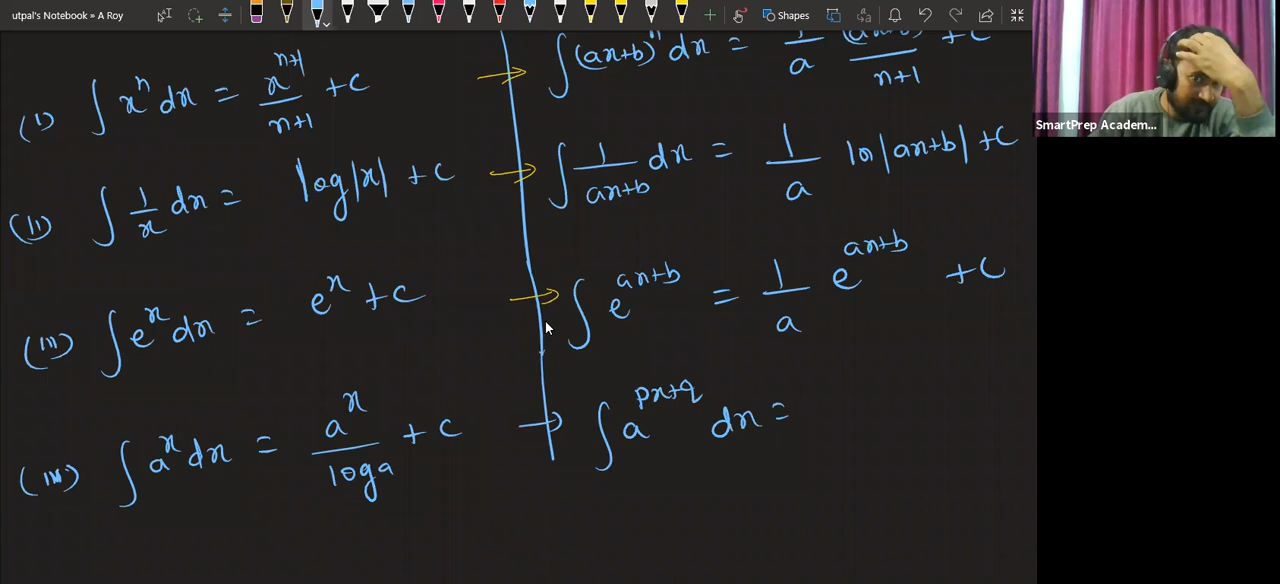 utpal's Notebook » A Roy
Shapes
(i) ∫ xⁿ dx = xⁿ⁺¹/n+1 + c → ∫(ax+b)ⁿ dx = 1/a (ax+b)/n+1 + c
SmartPrep Academ...
(ii) ∫ 1/x dx = log|x| + c → ∫ 1/ax+b dx = 1/a log|ax+b| + c
(iii) ∫ eˣ dx = eˣ + c → ∫ e^ax+b = 1/a e^ax+b + c
(iv) ∫ aˣ dx = aˣ/log a + c → ∫ a^px+q dx =